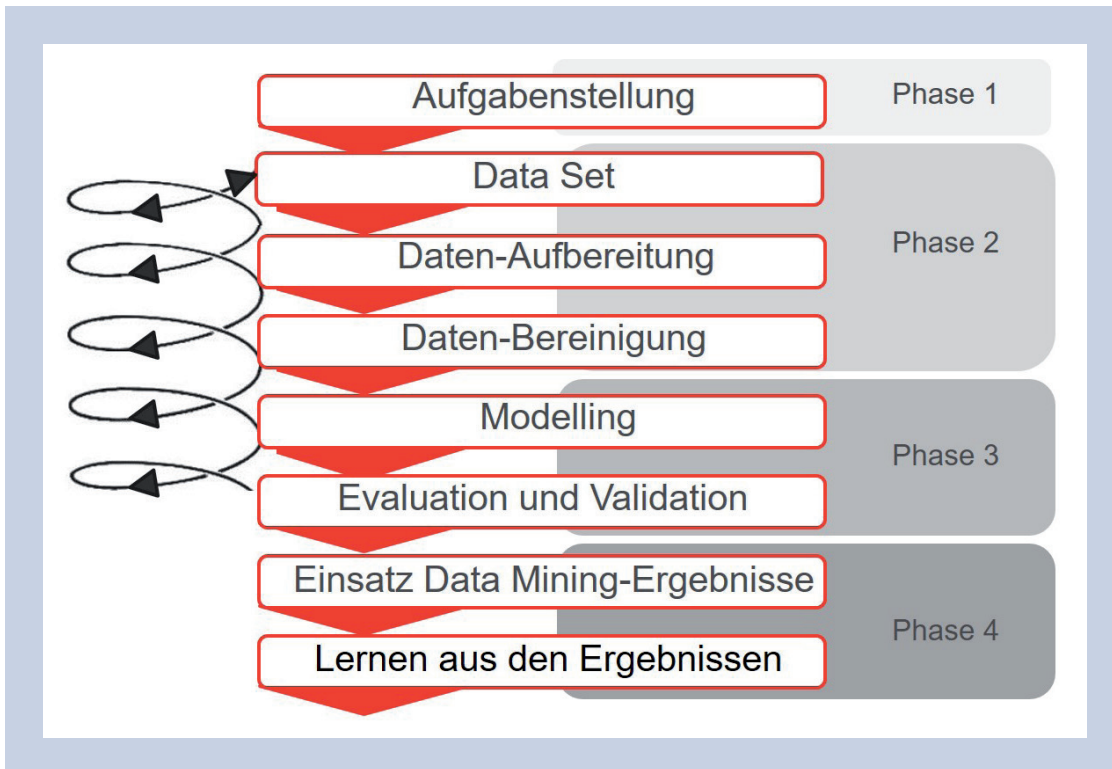 Aufgabenstellung
Phase 1
Data Set
Daten-Aufbereitung
Phase 2
Daten-Bereinigung
Modelling
Phase 3
Evaluation und Validation
Einsatz Data Mining-Ergebnisse
Phase 4
Lernen aus den Ergebnissen